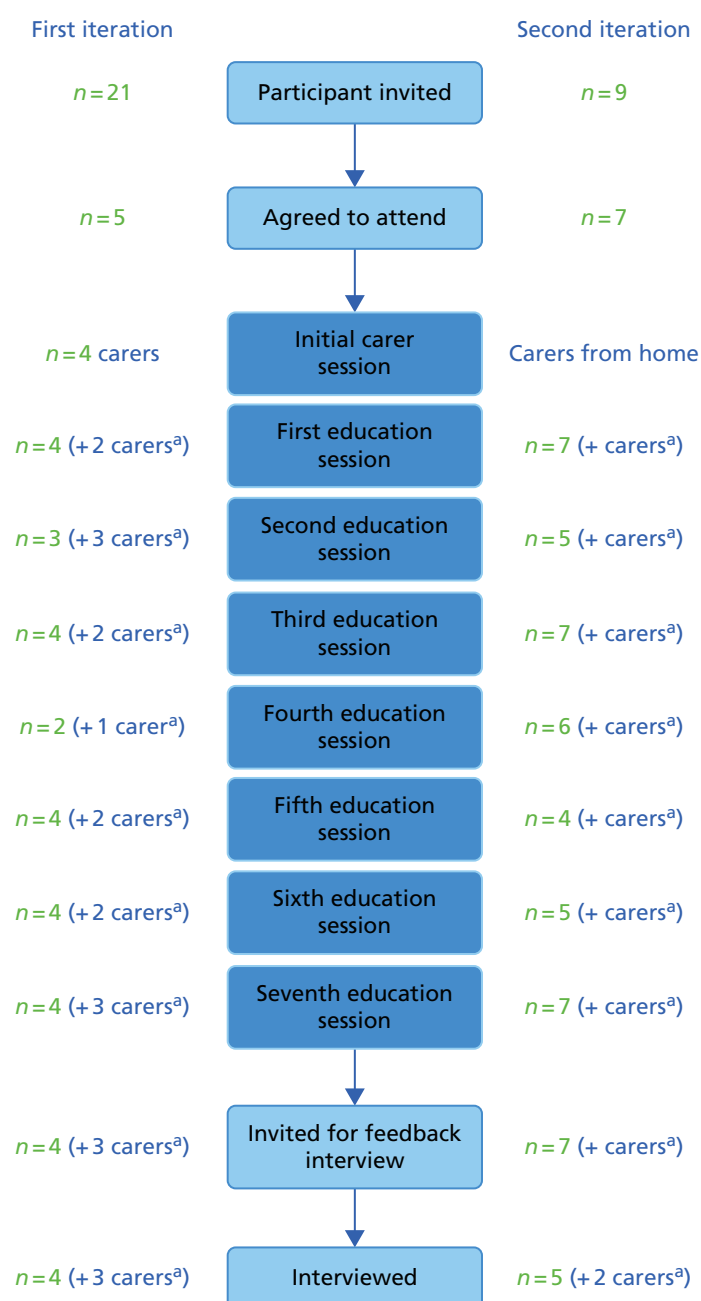 First iteration
Second iteration
n=21
Participant invited
n=9
n=5
Agreed to attend
n=7
n=4 carers
Initial carer
session
Carers from home
n=4 (+2 carersᵃ)
First education
session
n=7 (+ carersᵃ)
n=3 (+3 carersᵃ)
Second education
session
n=5 (+ carersᵃ)
n=4 (+2 carersᵃ)
Third education
session
n=7 (+ carersᵃ)
n=2 (+1 carerᵃ)
Fourth education
session
n=6 (+ carersᵃ)
n=4 (+2 carersᵃ)
Fifth education
session
n=4 (+ carersᵃ)
n=4 (+2 carersᵃ)
Sixth education
session
n=5 (+ carersᵃ)
n=4 (+3 carersᵃ)
Seventh education
session
n=7 (+ carersᵃ)
n=4 (+3 carersᵃ)
Invited for feedback
interview
n=7 (+ carersᵃ)
n=4 (+3 carersᵃ)
Interviewed
n=5 (+2 carersᵃ)